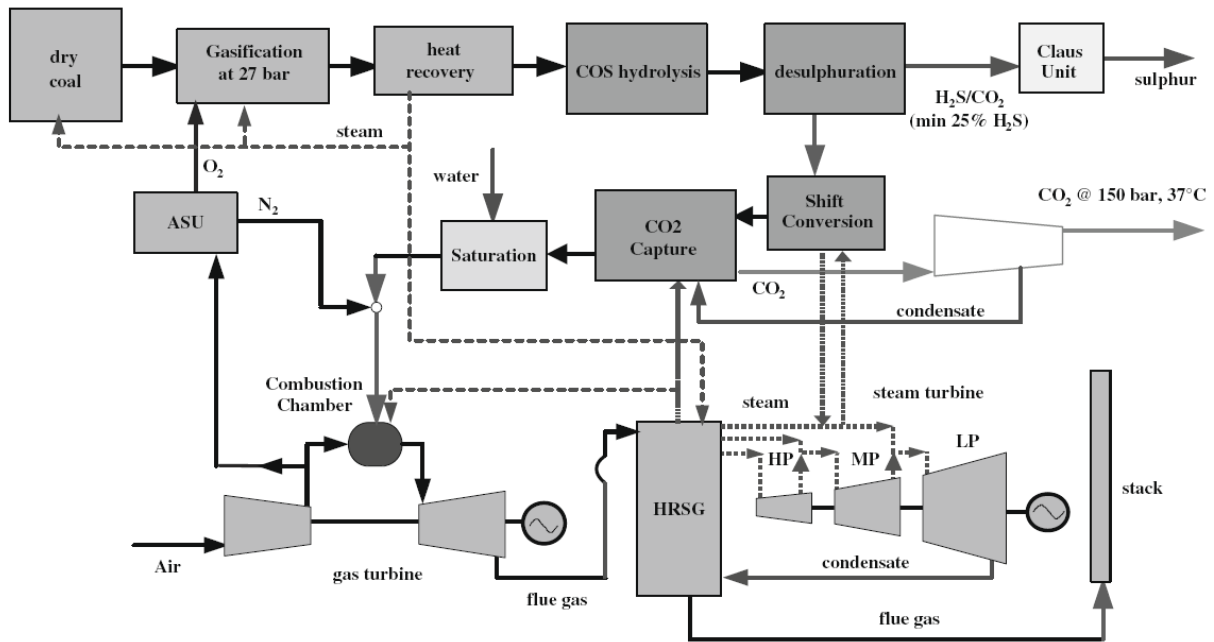 dry
coal
Gasification
at 27 bar
heat
recovery
COS hydrolysis
desulphuration
Claus
Unit
sulphur
H₂S/CO₂
(min 25% H₂S)
steam
O₂
water
ASU
N₂
Saturation
CO2
Capture
Shift
Conversion
CO₂ @ 150 bar, 37°C
CO₂
condensate
Combustion
Chamber
steam
steam turbine
HP
MP
LP
HRSG
stack
Air
gas turbine
flue gas
condensate
flue gas